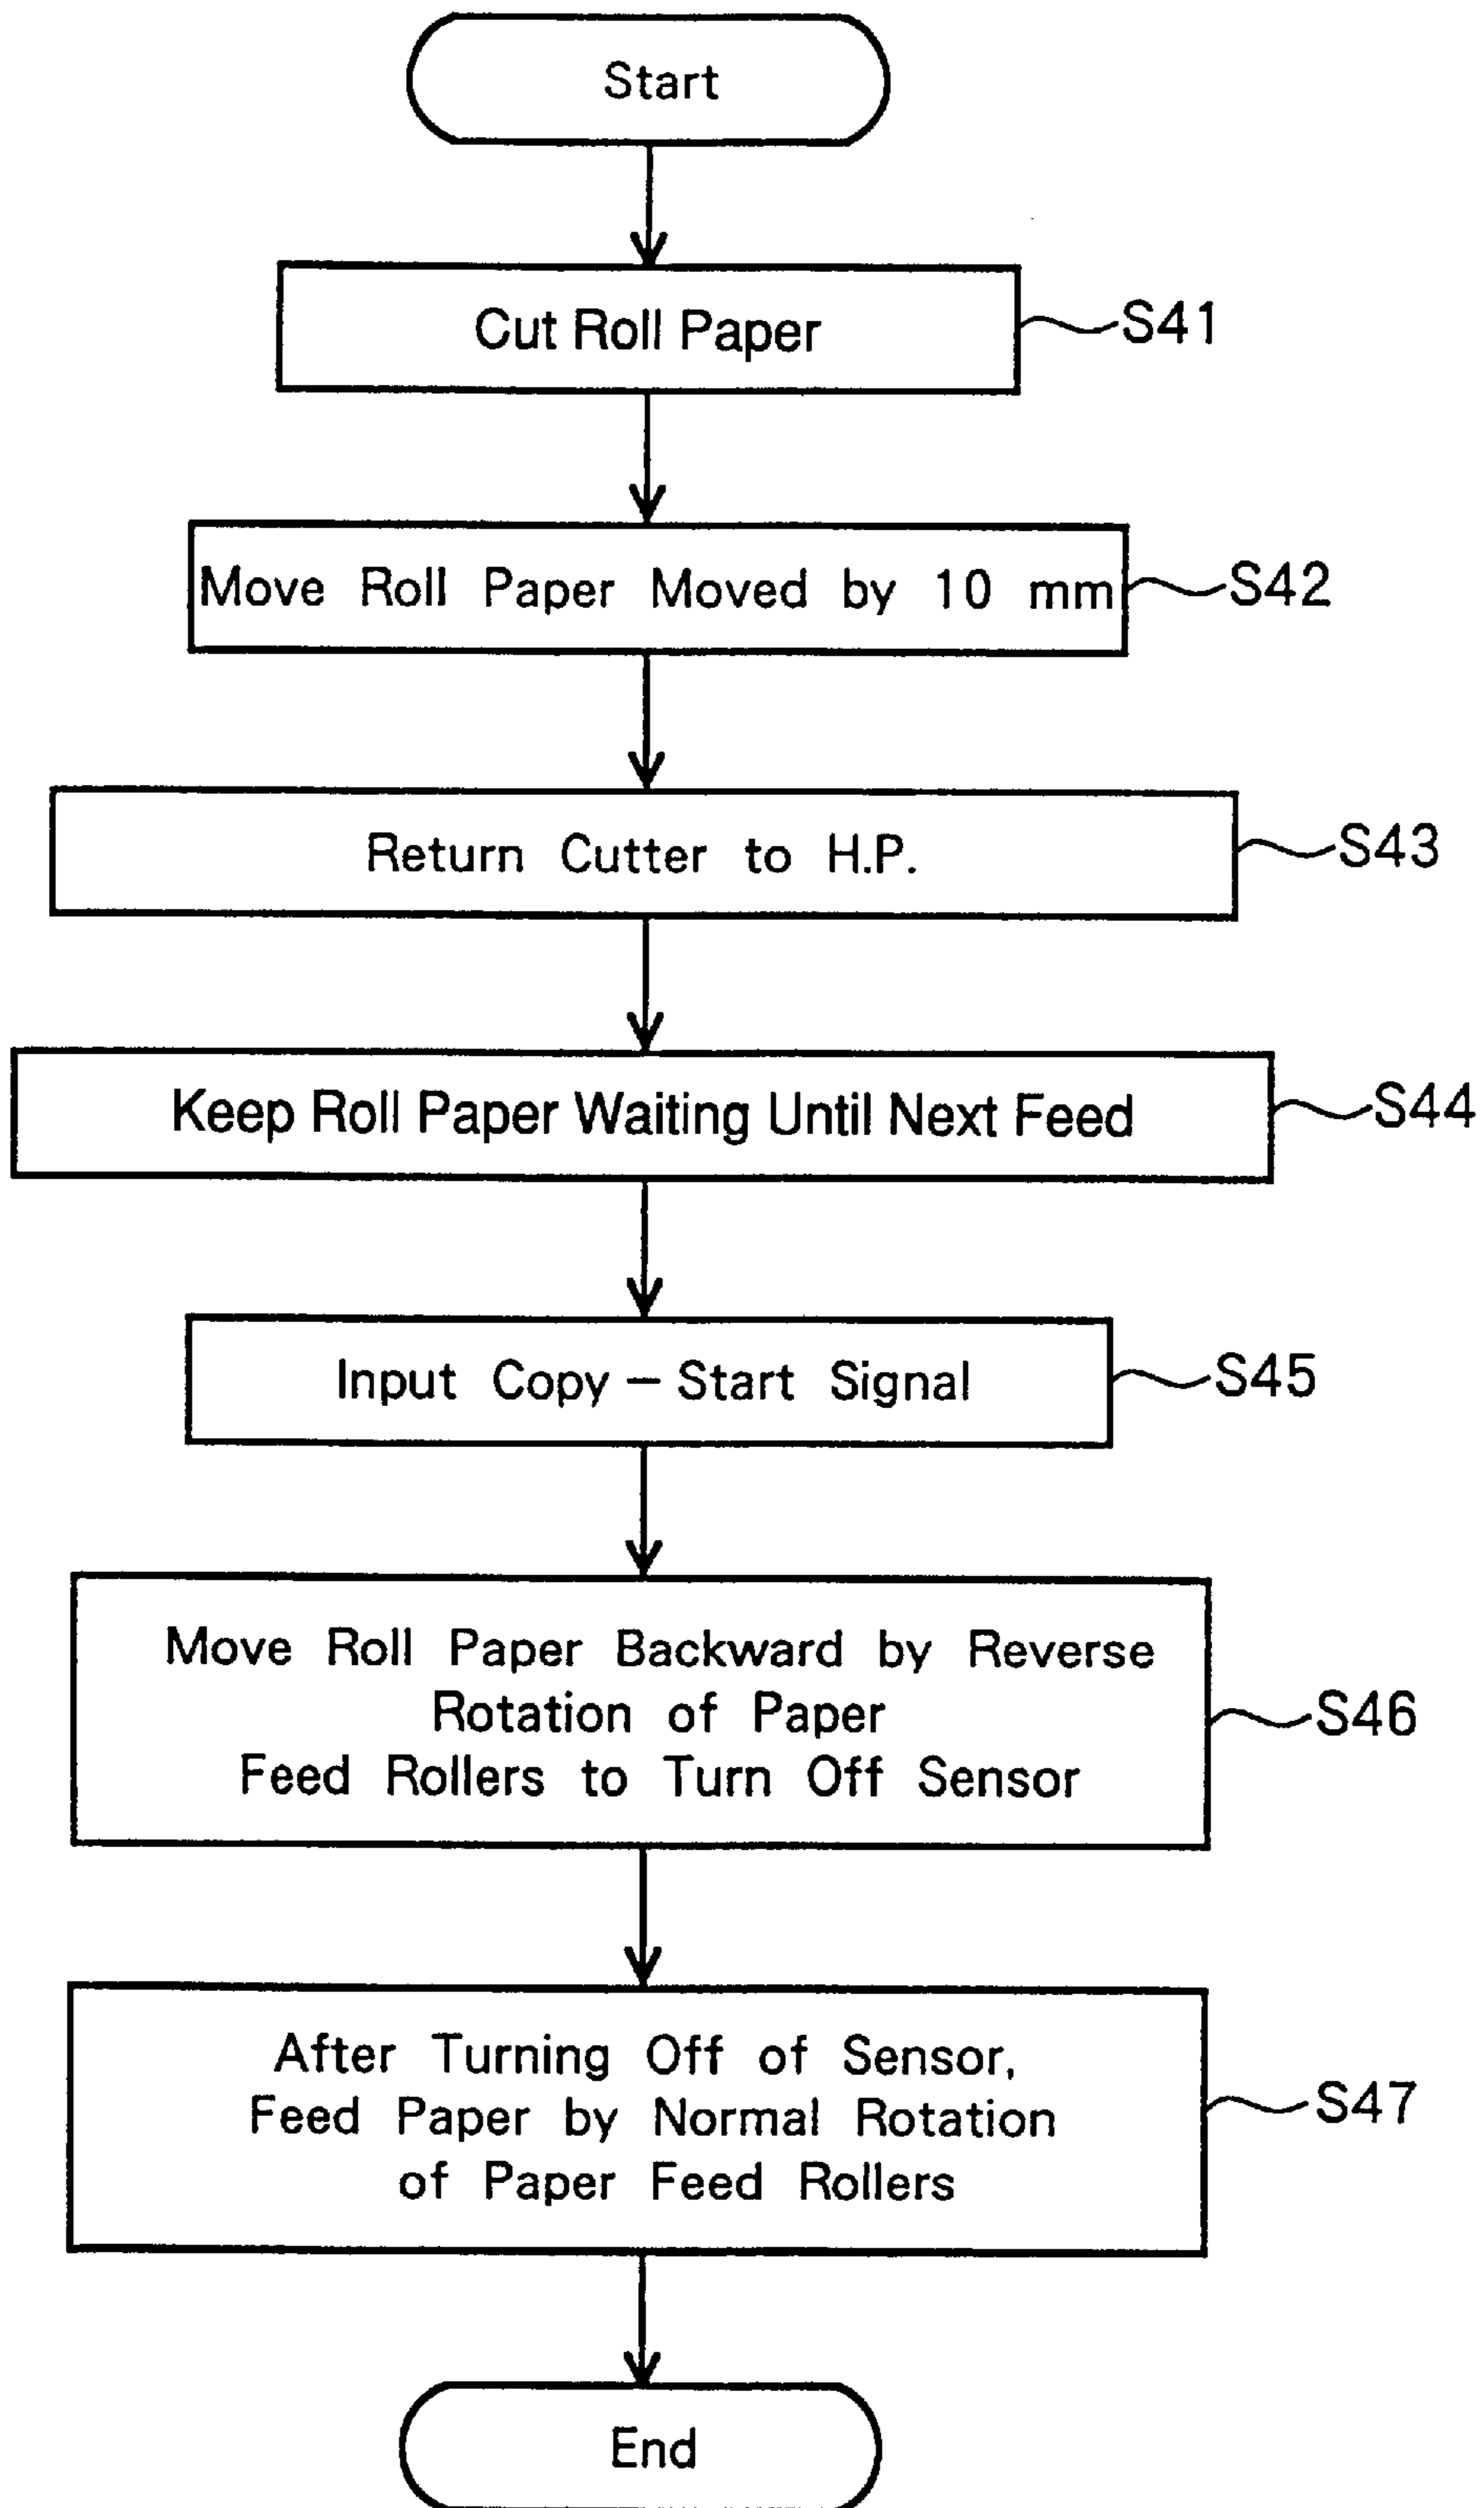 Start
Cut Roll Paper
S41
Move Roll Paper Moved by 10 mm
S42
Return Cutter to H.P.
S43
Keep Roll Paper Waiting Until Next Feed
S44
Input Copy – Start Signal
S45
Move Roll Paper Backward by Reverse
Rotation of Paper
Feed Rollers to Turn Off Sensor
S46
After Turning Off of Sensor,
Feed Paper by Normal Rotation
of Paper Feed Rollers
S47
End